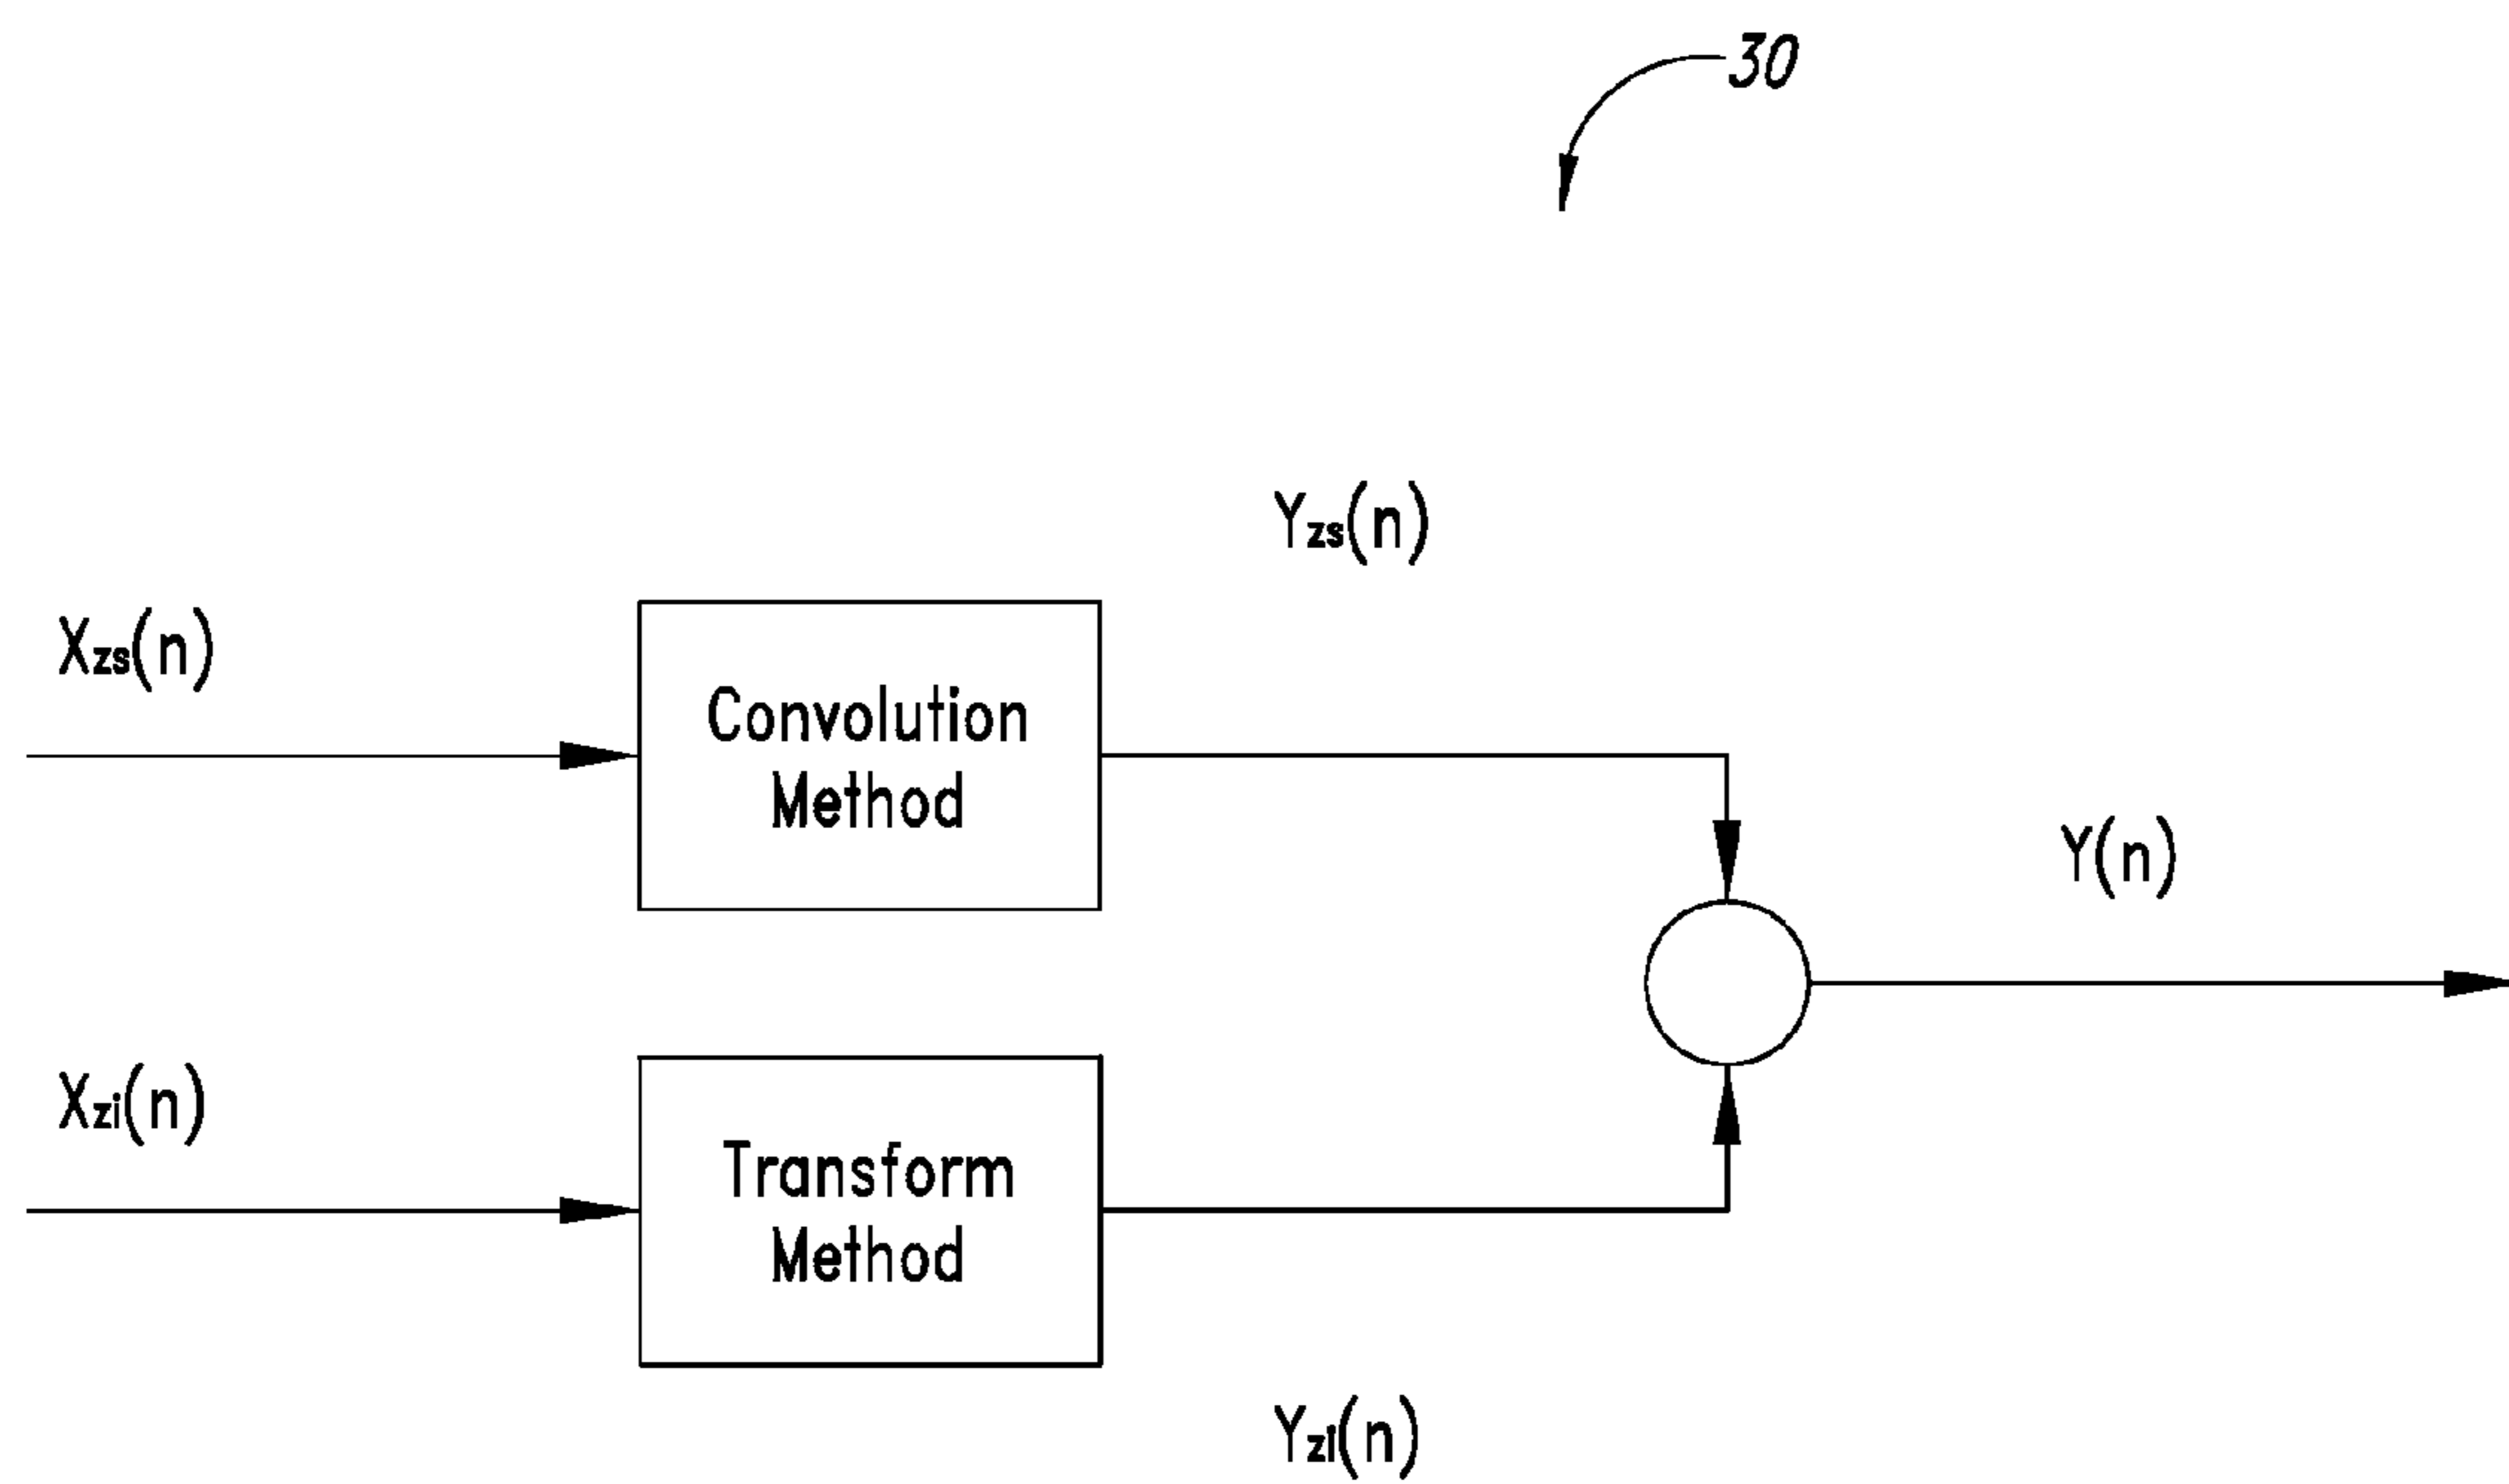 30
Yzs(n)
Xzs(n)
Convolution
Method
Y(n)
Xzi(n)
Transform
Method
Yzi(n)